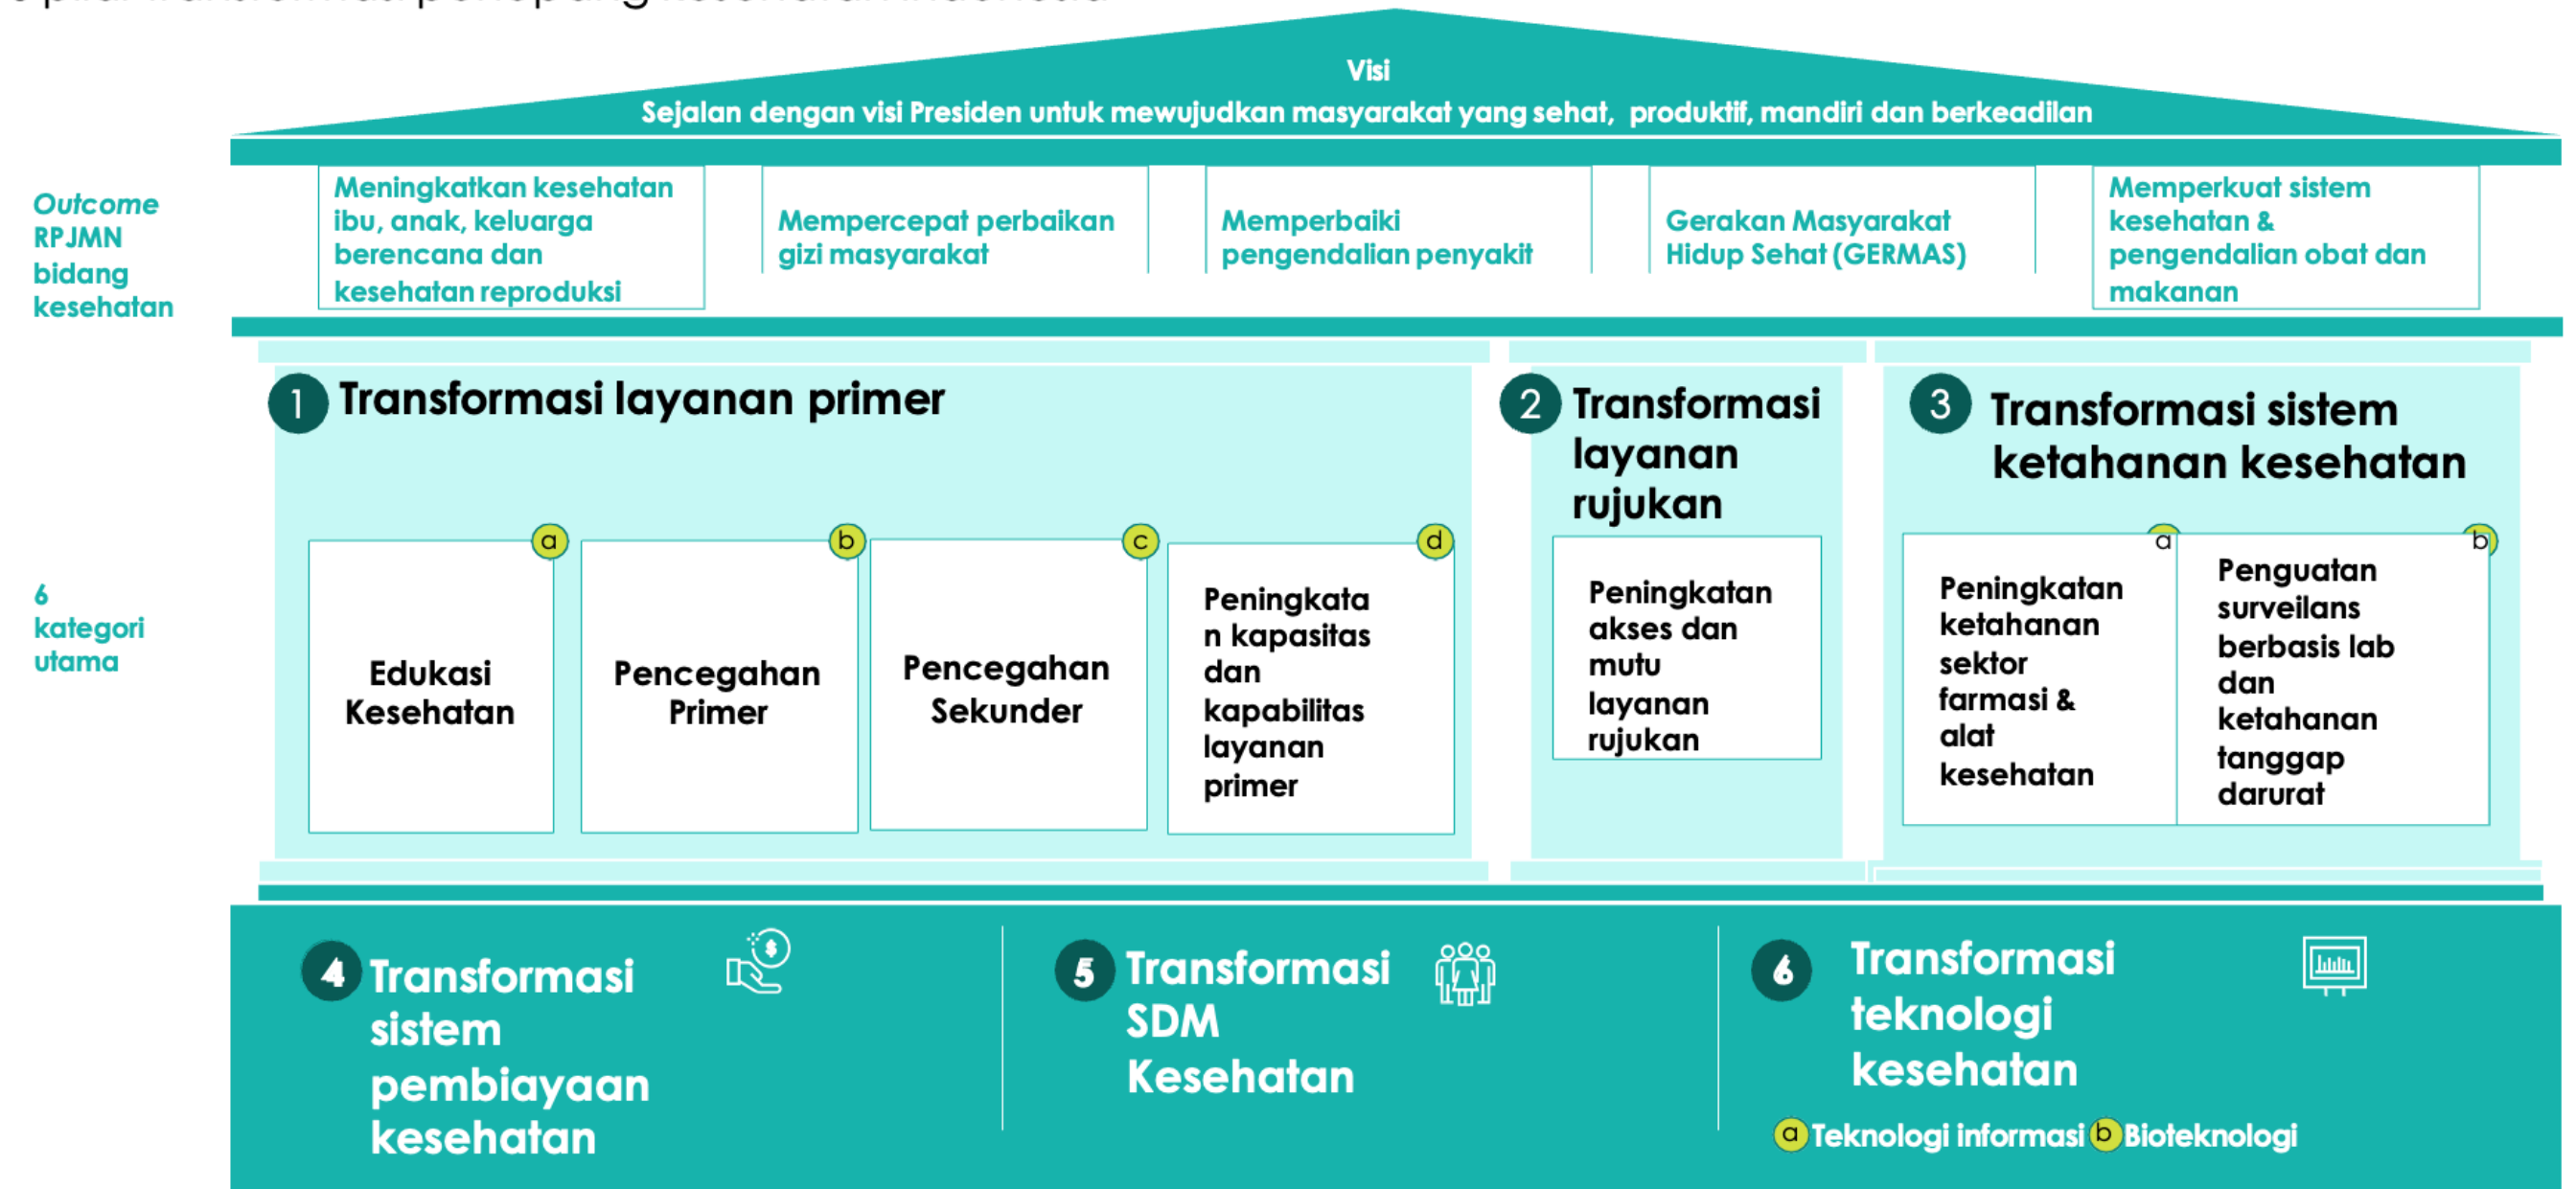 pilar transformasi penopang kesehatan Indonesia
Visi
Sejalan dengan visi Presiden untuk mewujudkan masyarakat yang sehat, produktif, mandiri dan berkeadilan
Outcome
RPJMN
bidang
kesehatan
Meningkatkan kesehatan
ibu, anak, keluarga
berencana dan
kesehatan reproduksi
Mempercepat perbaikan
gizi masyarakat
Memperbaiki
pengendalian penyakit
Gerakan Masyarakat
Hidup Sehat (GERMAS)
Memperkuat sistem
kesehatan &
pengendalian obat dan
makanan
6
kategori
utama
1 Transformasi layanan primer
a
Edukasi
Kesehatan
b
Pencegahan
Primer
c
Pencegahan
Sekunder
d
Peningkata
n kapasitas
dan
kapabilitas
layanan
primer
2 Transformasi
layanan
rujukan
Peningkatan
akses dan
mutu
layanan
rujukan
3 Transformasi sistem
ketahanan kesehatan
a
Peningkatan
ketahanan
sektor
farmasi &
alat
kesehatan
b
Penguatan
surveilans
berbasis lab
dan
ketahanan
tanggap
darurat
4 Transformasi
sistem
pembiayaan
kesehatan
$
5 Transformasi
SDM
Kesehatan
6 Transformasi
teknologi
kesehatan
a Teknologi informasi b Bioteknologi